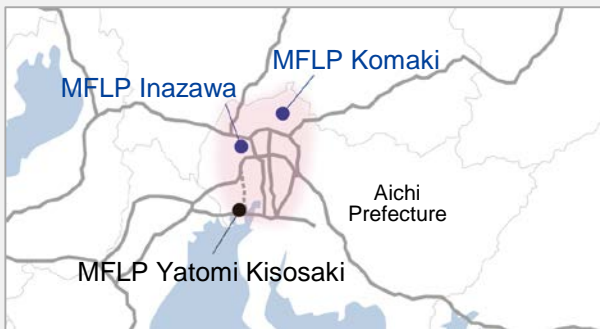 MFLP Komaki
MFLP Inazawa
Aichi
Prefecture
MFLP Yatomi Kisosaki